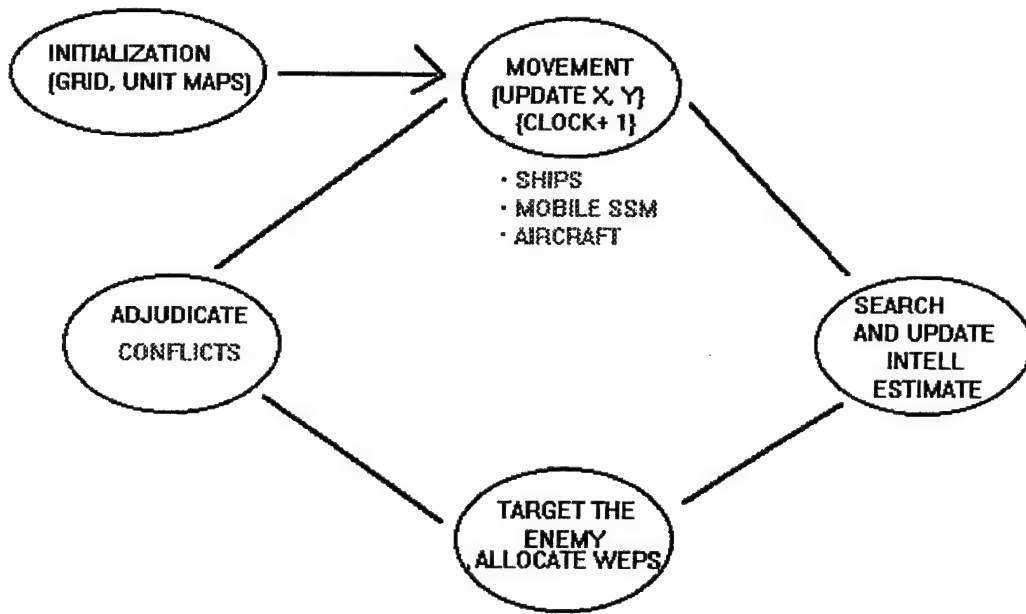 INITIALIZATION
[GRID, UNIT MAPS]
MOVEMENT
{UPDATE X, Y}
{CLOCK+ 1}
· SHIPS
· MOBILE SSM
· AIRCRAFT
SEARCH
AND UPDATE
INTELL
ESTIMATE
TARGET THE
ENEMY
ALLOCATE WEPS
ADJUDICATE
CONFLICTS